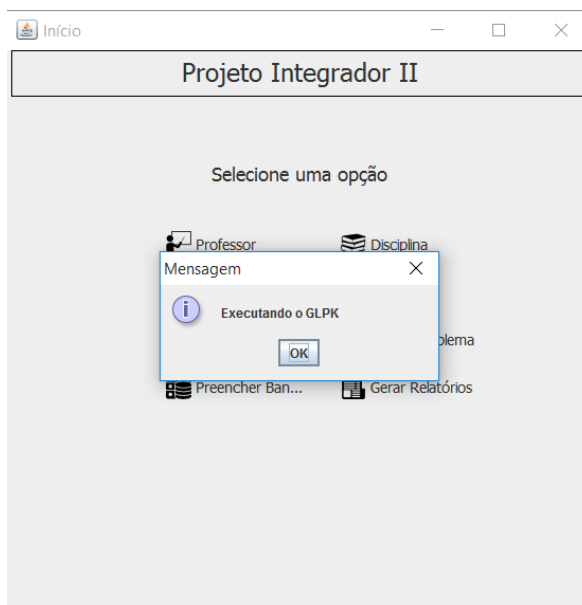 Início
Projeto Integrador II
Selecione uma opção
Professor Disciplina
Mensagem
Executando o GLPK
OK
blema
Preencher Ban... Gerar Relatórios